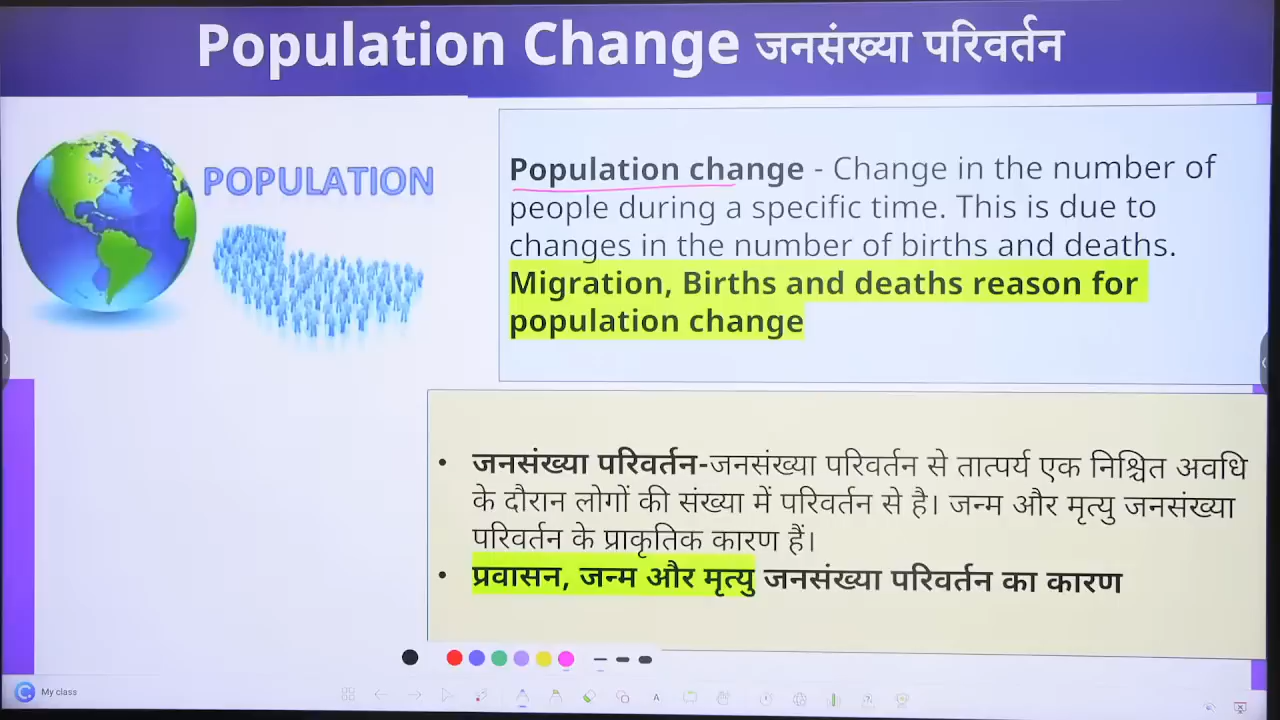 Population Change जनसंख्या परिवर्तन
POPULATION
Population change - Change in the number of
people during a specific time. This is due to
changes in the number of births and deaths.
Migration, Births and deaths reason for
population change
• जनसंख्या परिवर्तन-जनसंख्या परिवर्तन से तात्पर्य एक निश्चित अवधि
के दौरान लोगों की संख्या में परिवर्तन से है। जन्म और मृत्यु जनसंख्या
परिवर्तन के प्राकृतिक कारण हैं।
• प्रवासन, जन्म और मृत्यु जनसंख्या परिवर्तन का कारण
My class